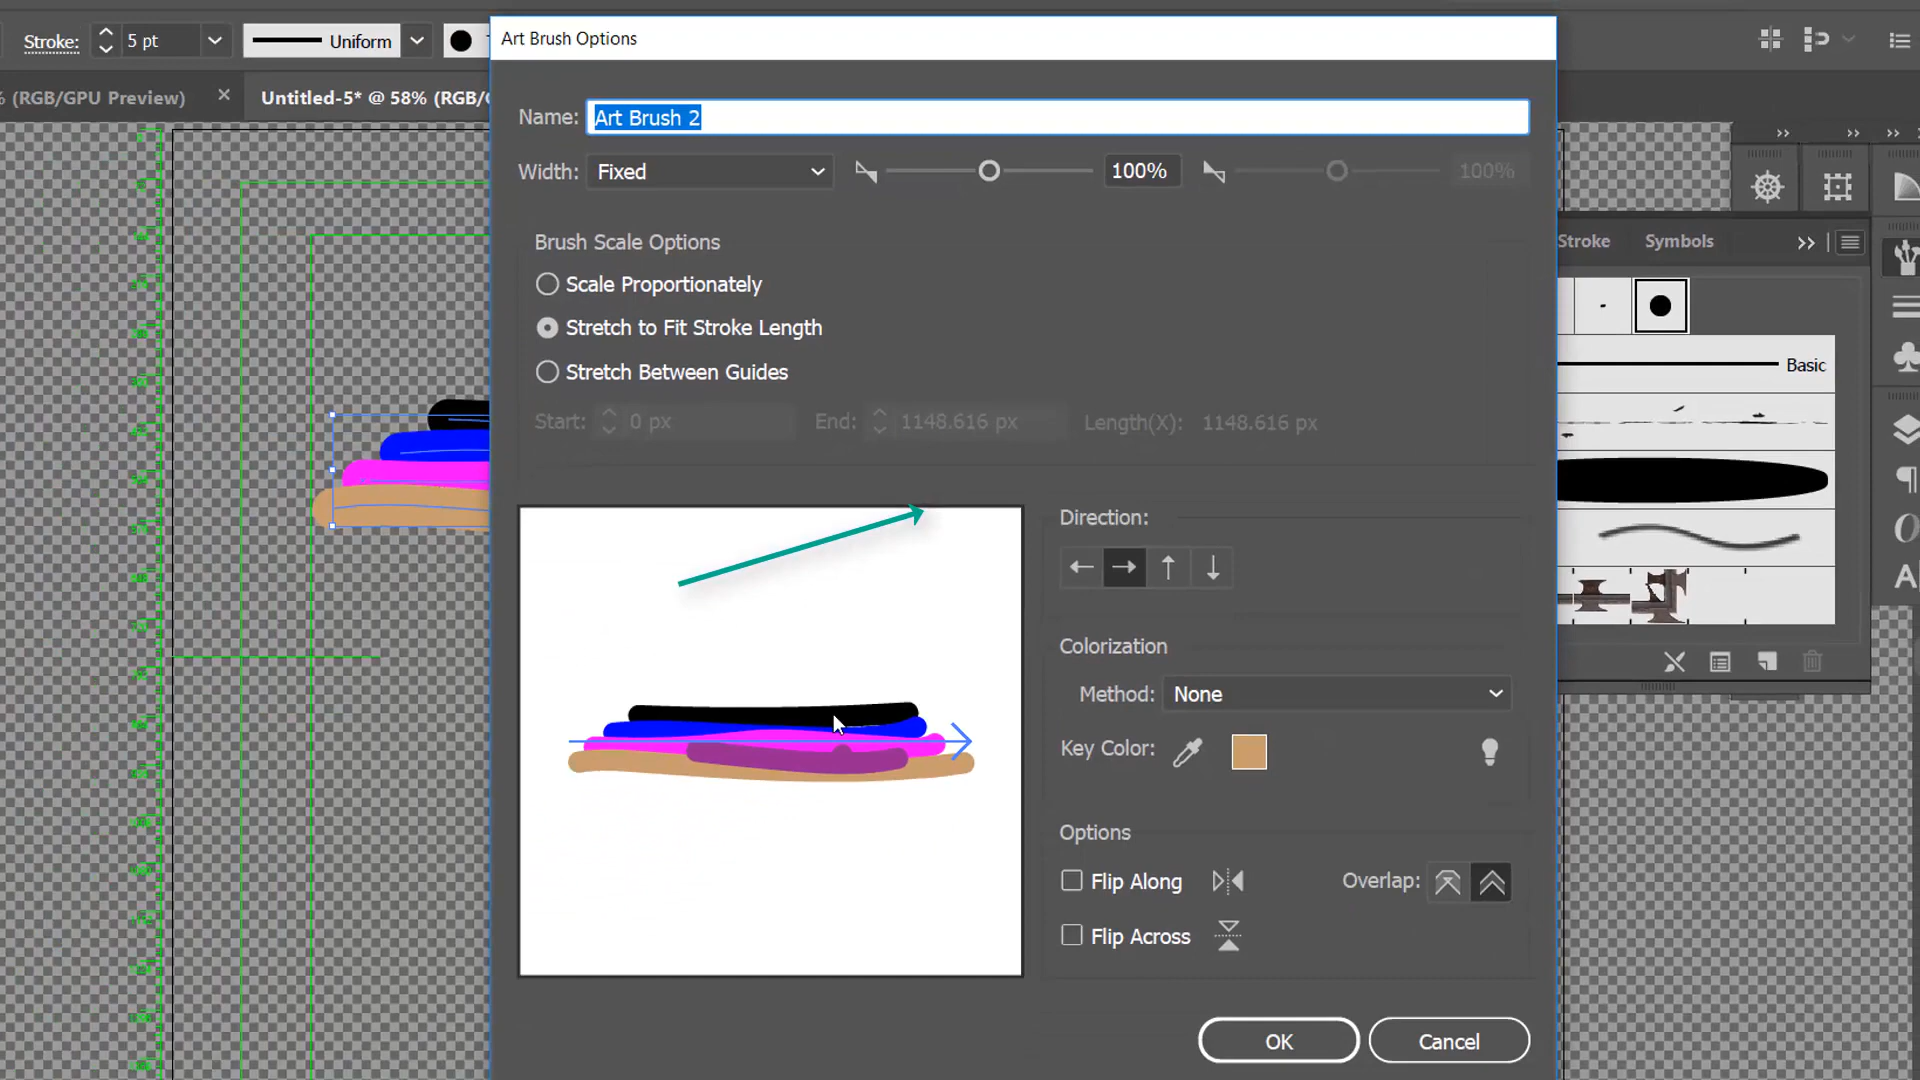 Stroke: 5 pt Uniform
Art Brush Options
% (RGB/GPU Preview) × Untitled-5* @ 58% (RGB/
Name: Art Brush 2
Width: Fixed 100% 100%
Brush Scale Options
Scale Proportionately
Stretch to Fit Stroke Length
Stretch Between Guides
Start: 0 px End: 1148.616 px Length(X): 1148.616 px
Direction:
Colorization
Method: None
Key Color:
Options
Flip Along Overlap:
Flip Across
OK Cancel
Stroke Symbols
Basic